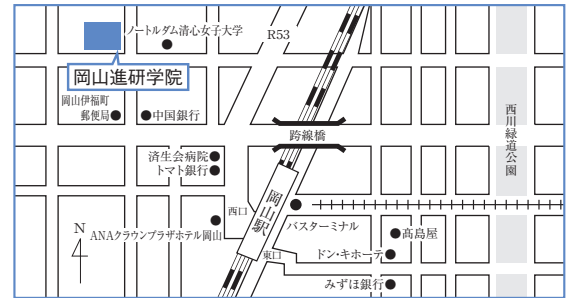 ノートルダム清心女子大学
R53
岡山進研学院
岡山伊福町
郵便局
中国銀行
跨線橋
西川緑道公園
済生会病院
トマト銀行
岡山駅
西口
バスターミナル
N
ANAクラウンプラザホテル岡山
髙島屋
東口
ドン・キホーテ
みずほ銀行